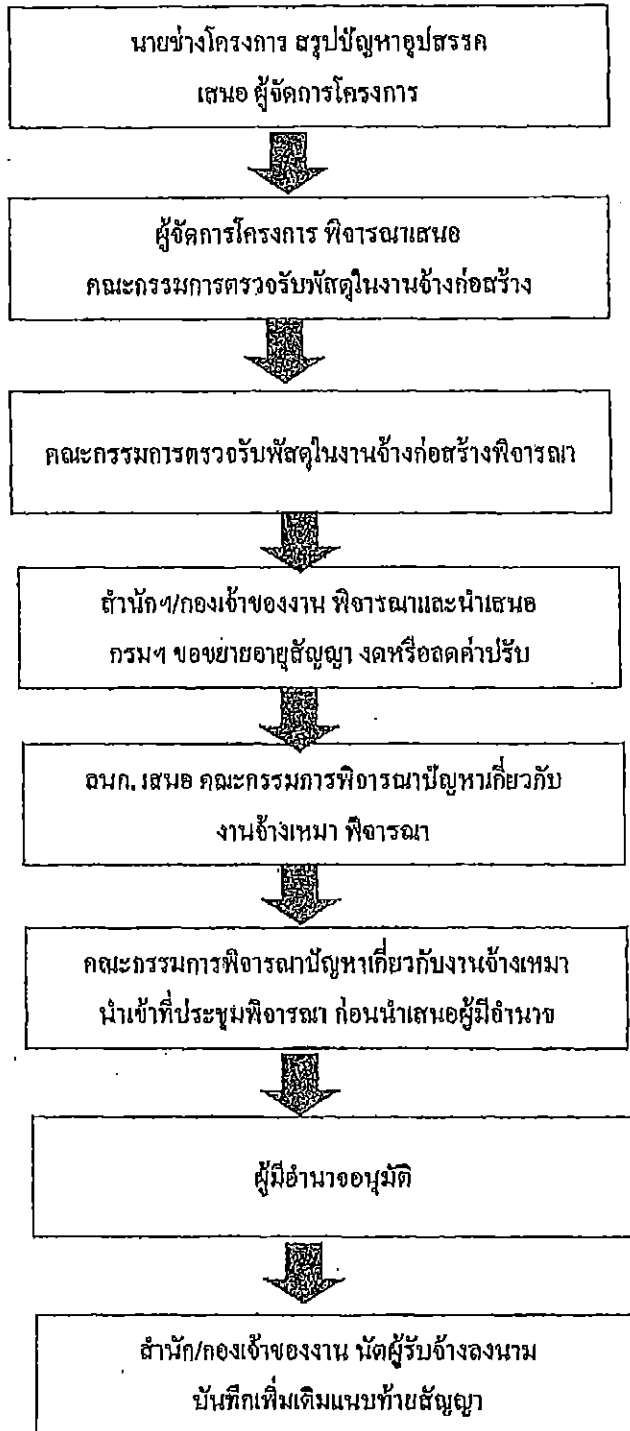 นายช่างโครงการ สรุปปัญหาอุปสรรค
เสนอ ผู้จัดการโครงการ
ผู้จัดการโครงการ พิจารณาเสนอ
คณะกรรมการตรวจรับพัสดุในงานจ้างก่อสร้าง
คณะกรรมการตรวจรับพัสดุในงานจ้างก่อสร้างพิจารณา
สำนักฯ/กองเจ้าของงาน พิจารณาและนำเสนอ
กรมฯ ขอขยายอายุสัญญา งดหรือลดค่าปรับ
ลนก. เสนอ คณะกรรมการพิจารณาปัญหาเกี่ยวกับ
งานจ้างเหมา พิจารณา
คณะกรรมการพิจารณาปัญหาเกี่ยวกับงานจ้างเหมา
นำเข้าที่ประชุมพิจารณา ก่อนนำเสนอผู้มีอำนาจ
ผู้มีอำนาจอนุมัติ
สำนัก/กองเจ้าของงาน นัดผู้รับจ้างลงนาม
บันทึกเพิ่มเติมแนบท้ายสัญญา